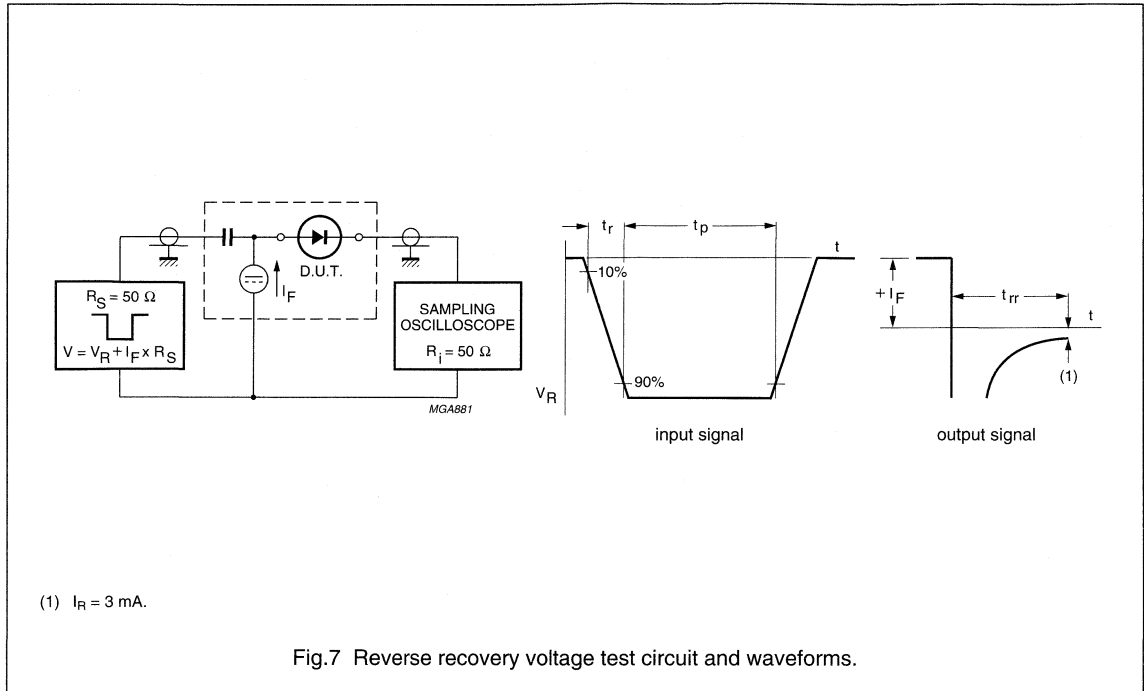 R_S = 50 Ω
V = V_R + I_F x R_S
I_F
D.U.T.
SAMPLING
OSCILLOSCOPE
R_i = 50 Ω
MGA881
t_r
t_p
t
10%
90%
V_R
input signal
+ I_F
t_rr
t
(1)
output signal
(1) I_R = 3 mA.
Fig.7 Reverse recovery voltage test circuit and waveforms.